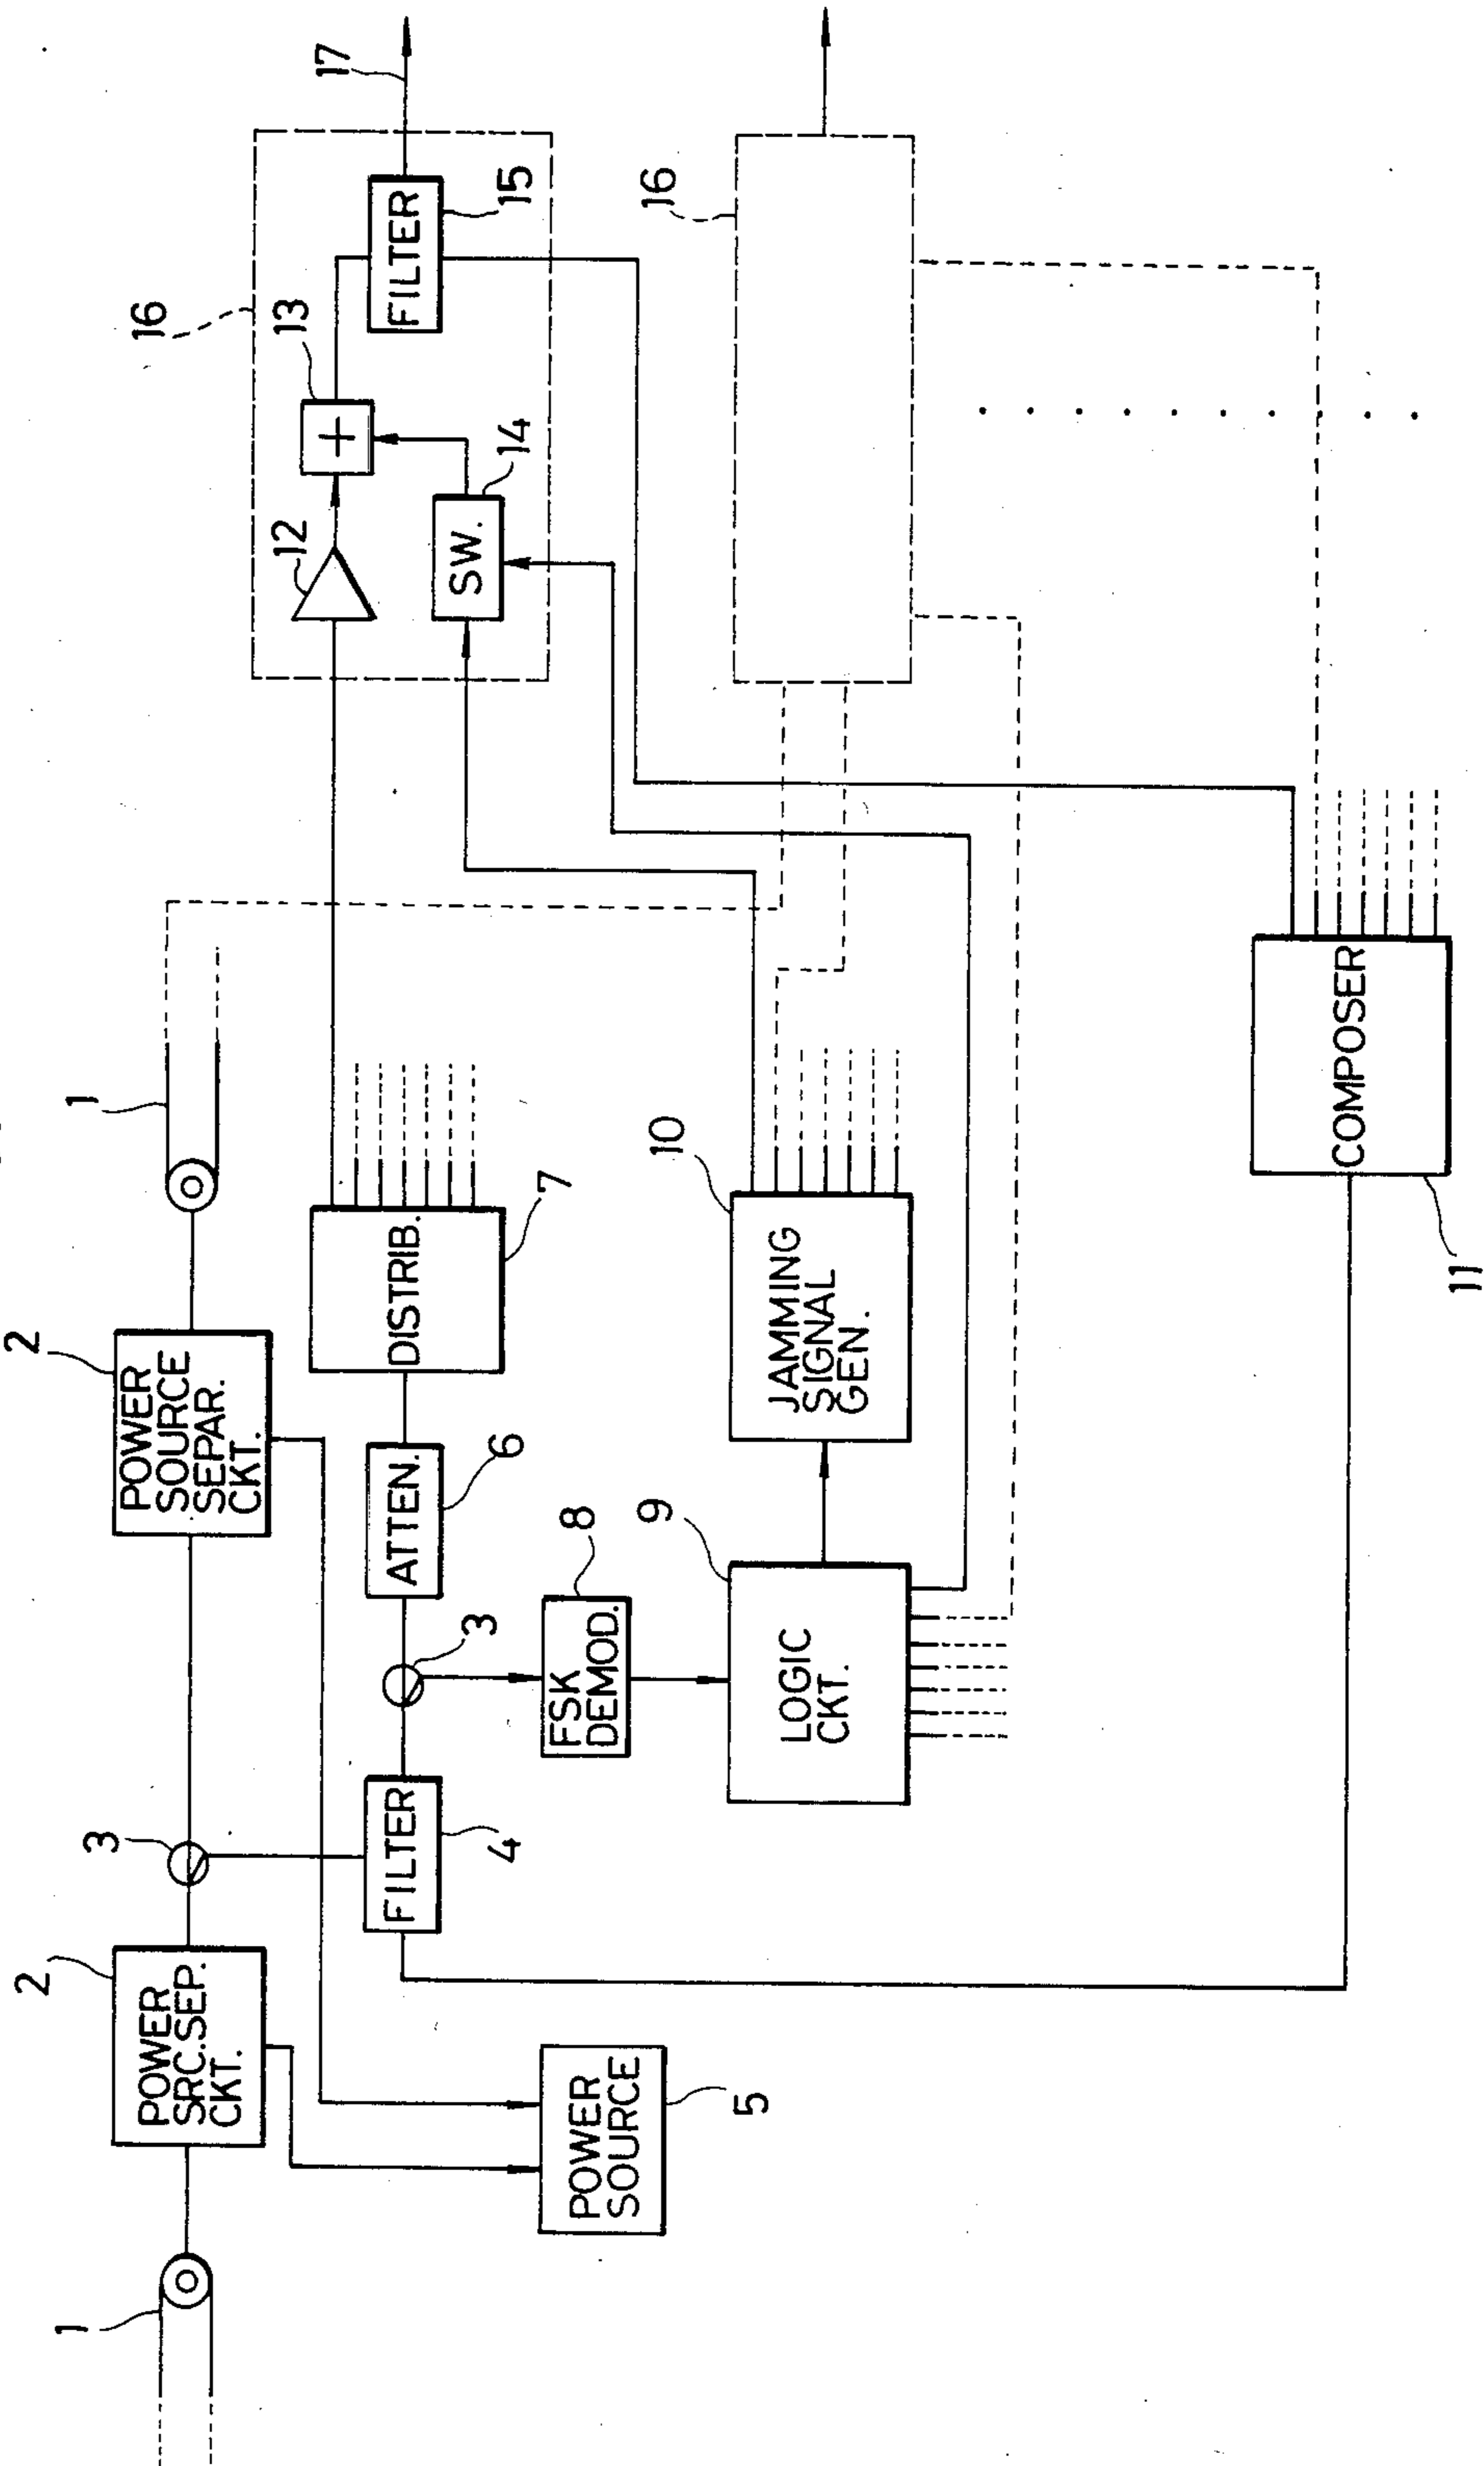 1
2
POWER
SRC.SEP.
CKT.
3
2
POWER
SOURCE
SEPAR.
CKT.
1
POWER
SOURCE
5
FILTER
4
3
ATTEN.
6
DISTRIB.
7
FSK
DEMOD.
8
LOGIC
CKT.
9
JAMMING
SIGNAL
GEN.
10
COMPOSER
11
16
12
13
+
SW.
14
FILTER
15
17
16